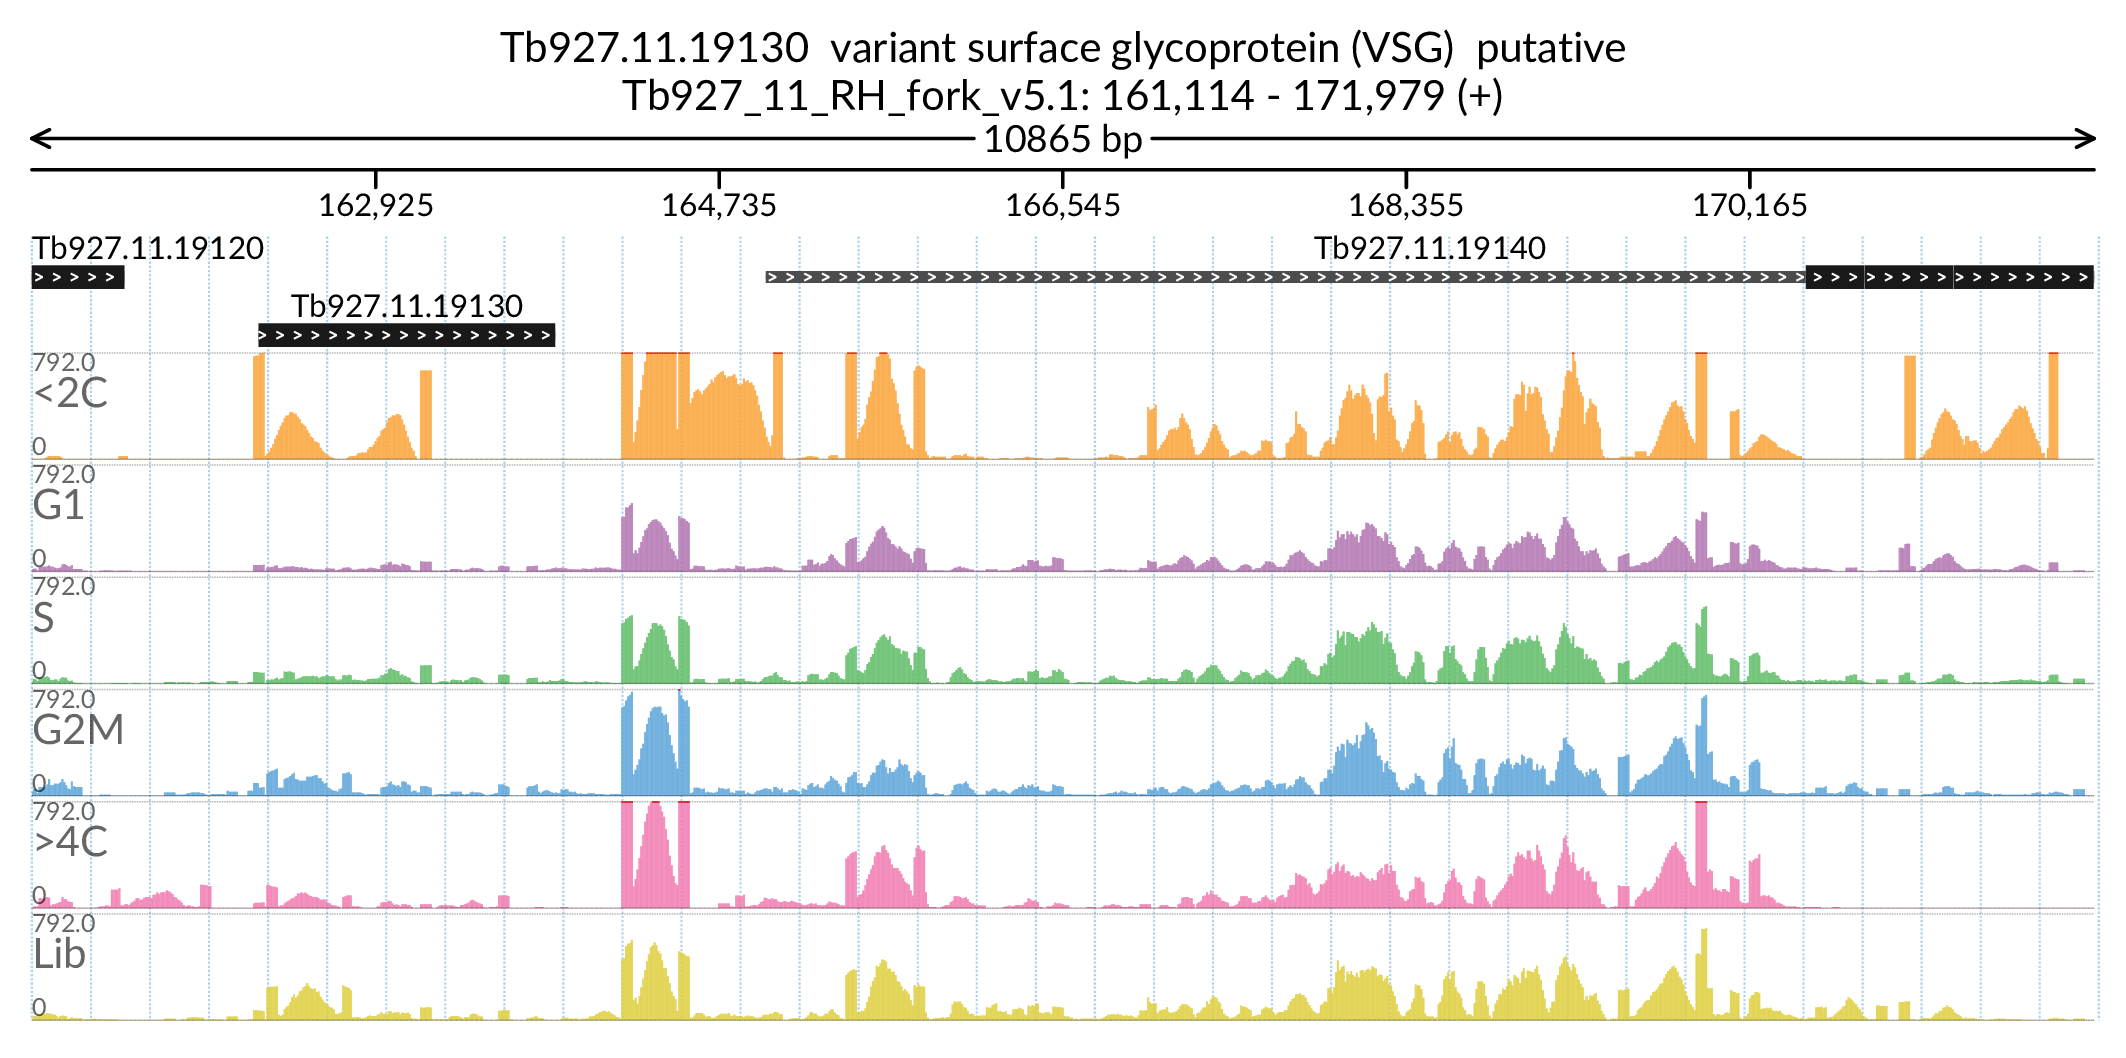 Tb927.11.19130  variant surface glycoprotein (VSG)  putative
Tb927_11_RH_fork_v5.1: 161,114 - 171,979 (+)
10865 bp
162,925 164,735 166,545 168,355 170,165
Tb927.11.19120 Tb927.11.19140
Tb927.11.19130
792.0
<2C
0
792.0
G1
0
792.0
S
0
792.0
G2M
0
792.0
>4C
0
792.0
Lib
0